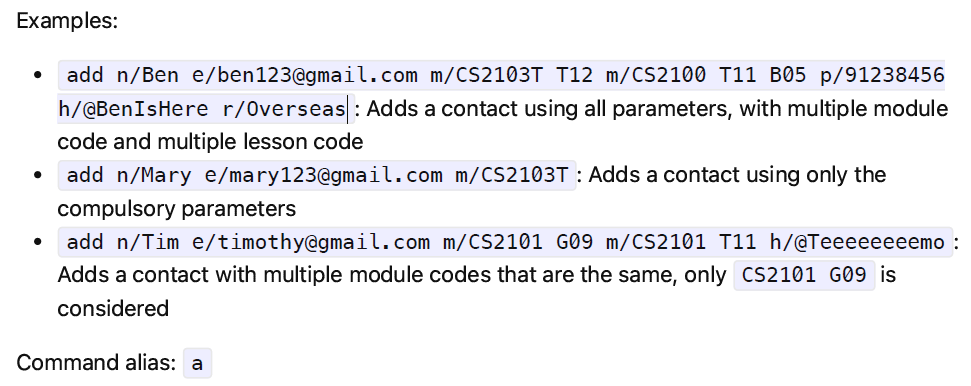 Examples:
• add n/Ben e/ben123@gmail.com m/CS2103T T12 m/CS2100 T11 B05 p/91238456
h/@BenIsHere r/Overseas: Adds a contact using all parameters, with multiple module
code and multiple lesson code
• add n/Mary e/mary123@gmail.com m/CS2103T: Adds a contact using only the
compulsory parameters
• add n/Tim e/timothy@gmail.com m/CS2101 G09 m/CS2101 T11 h/@Teeeeeeeemo:
Adds a contact with multiple module codes that are the same, only CS2101 G09 is
considered
Command alias: a